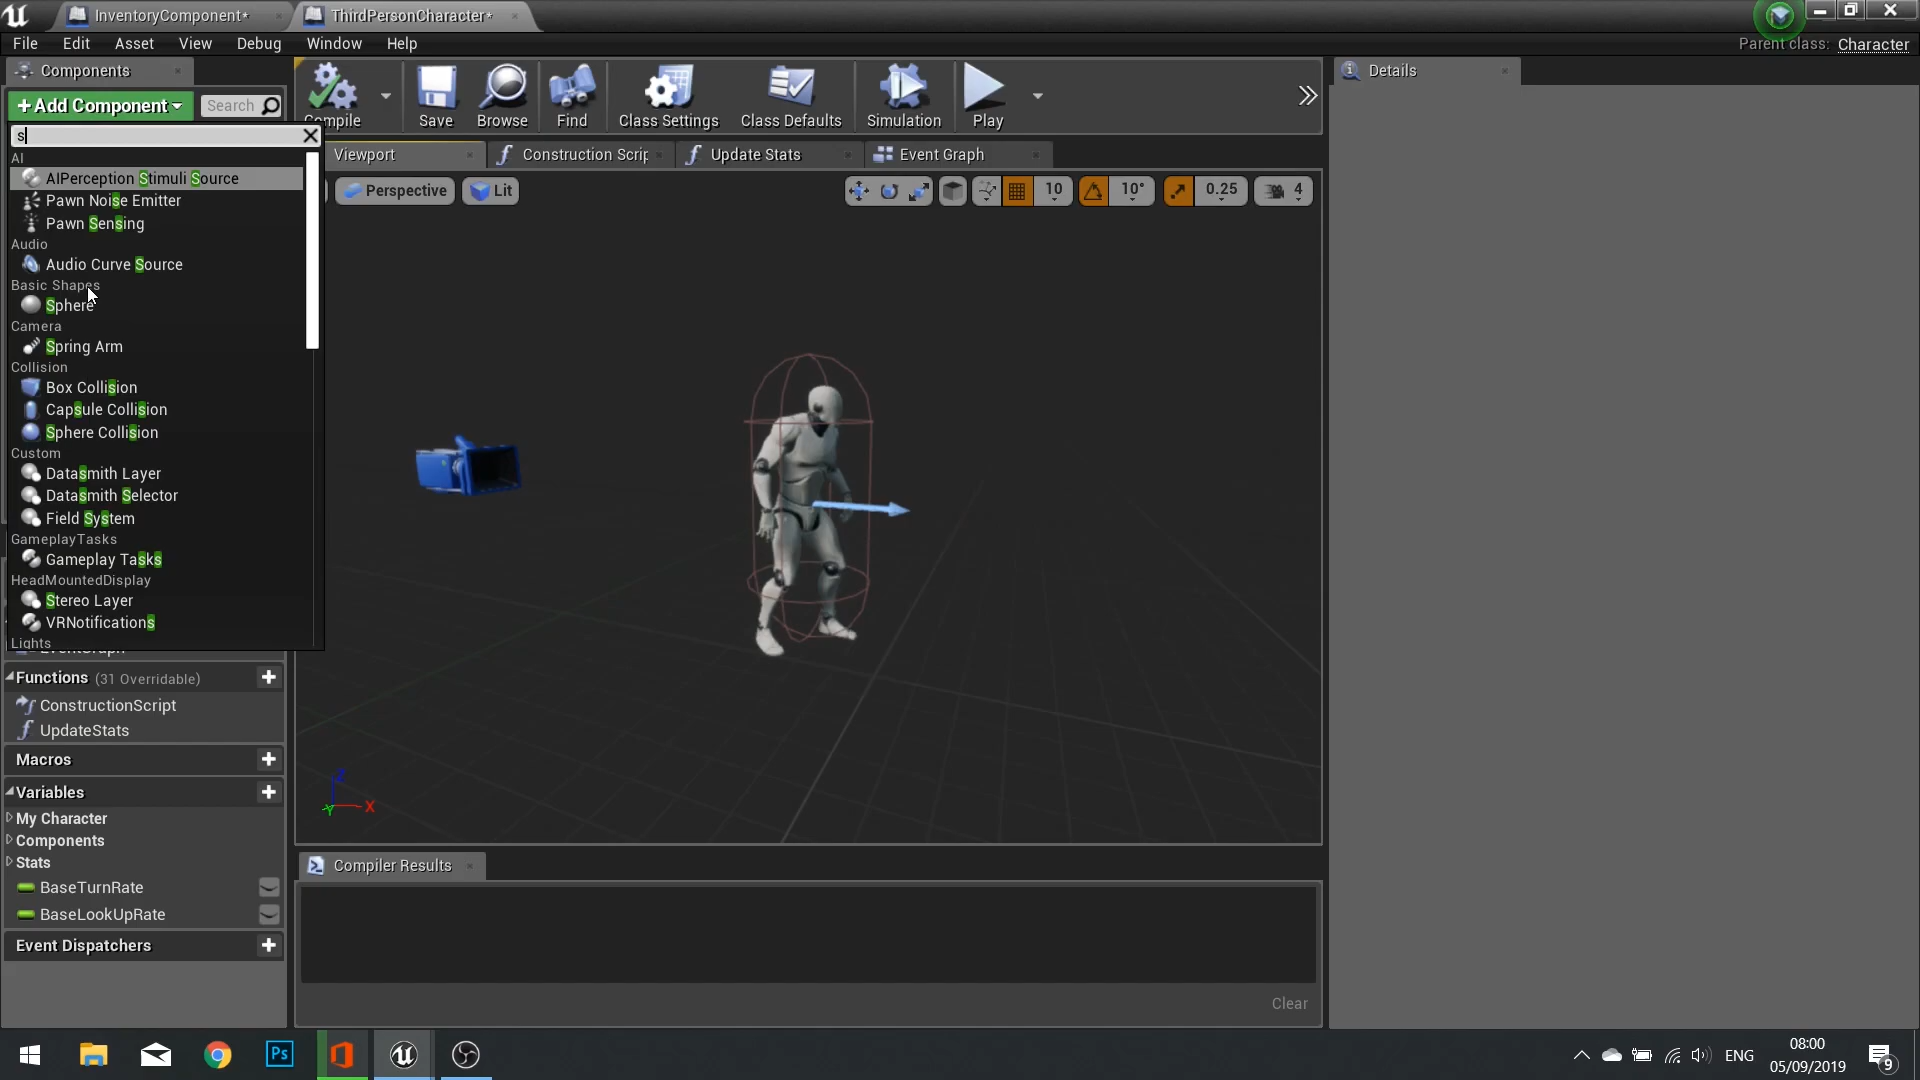 InventoryComponent*
ThirdPersonCharacter*
File Edit Asset View Debug Window Help
Parent class: Character
Components
+Add Component
Search
s
AI
AIPerception Stimuli Source
Pawn Noise Emitter
Pawn Sensing
Audio
Audio Curve Source
Basic Shapes
Sphere
Camera
Spring Arm
Collision
Box Collision
Capsule Collision
Sphere Collision
Custom
Datasmith Layer
Datasmith Selector
Field System
GameplayTasks
Gameplay Tasks
HeadMountedDisplay
Stereo Layer
VRNotifications
Lights
EventGraph
Functions (31 Overridable)
ConstructionScript
UpdateStats
Macros
Variables
My Character
Components
Stats
BaseTurnRate
BaseLookUpRate
Event Dispatchers
Compile
Save
Browse
Find
Class Settings
Class Defaults
Simulation
Play
Viewport
Construction Scrip
Update Stats
Event Graph
Perspective
Lit
10
10°
0.25
4
Z
Y
X
Compiler Results
Clear
Details
Ps
ENG
08:00
05/09/2019
9